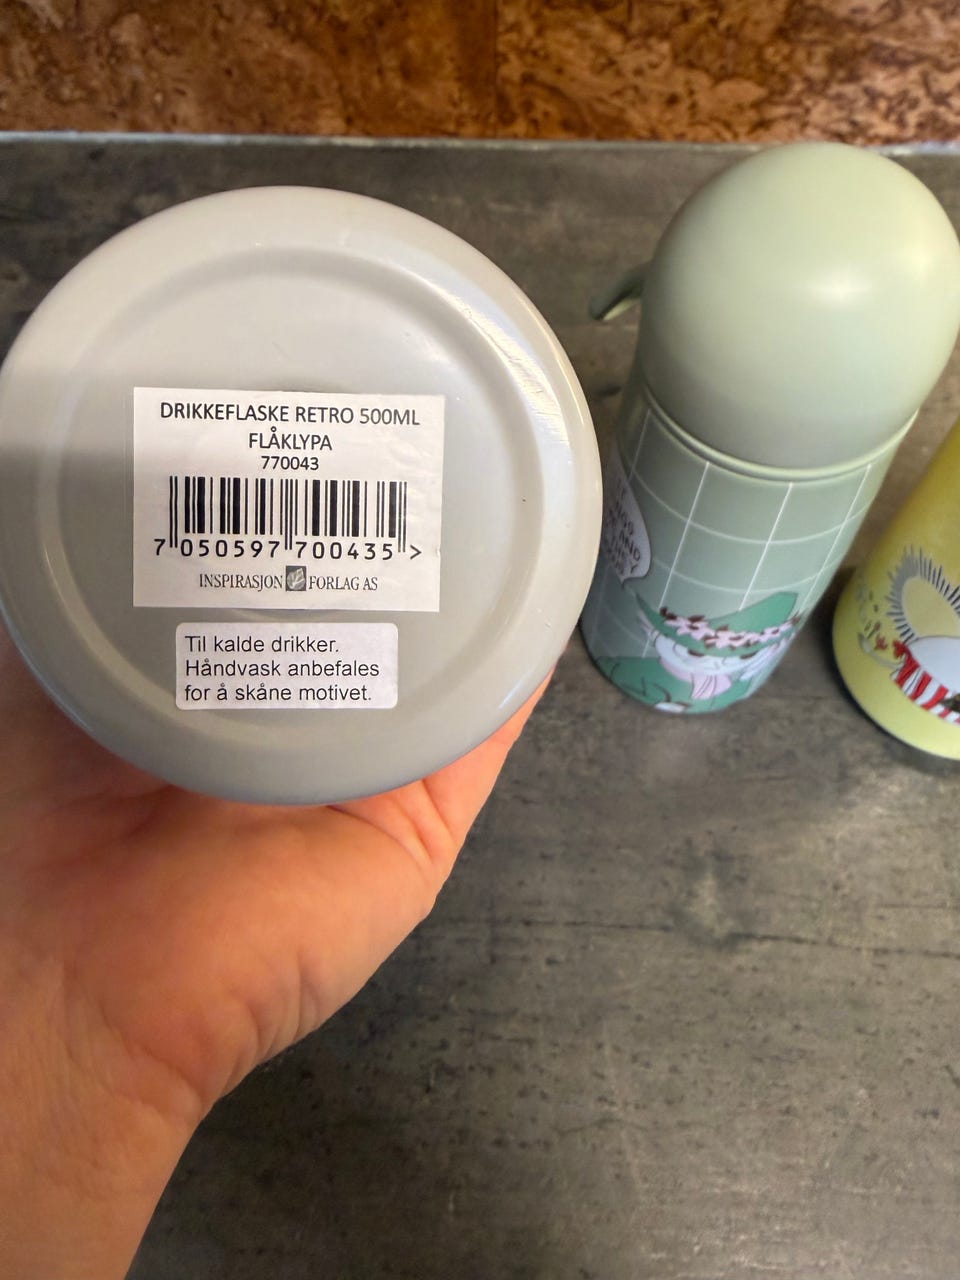 DRIKKEFLASKE RETRO 500ML
FLÅKLYPA
770043
7 050597 700435 >
INSPIRASJON FORLAG AS
Til kalde drikker.
Håndvask anbefales
for å skåne motivet.
AND